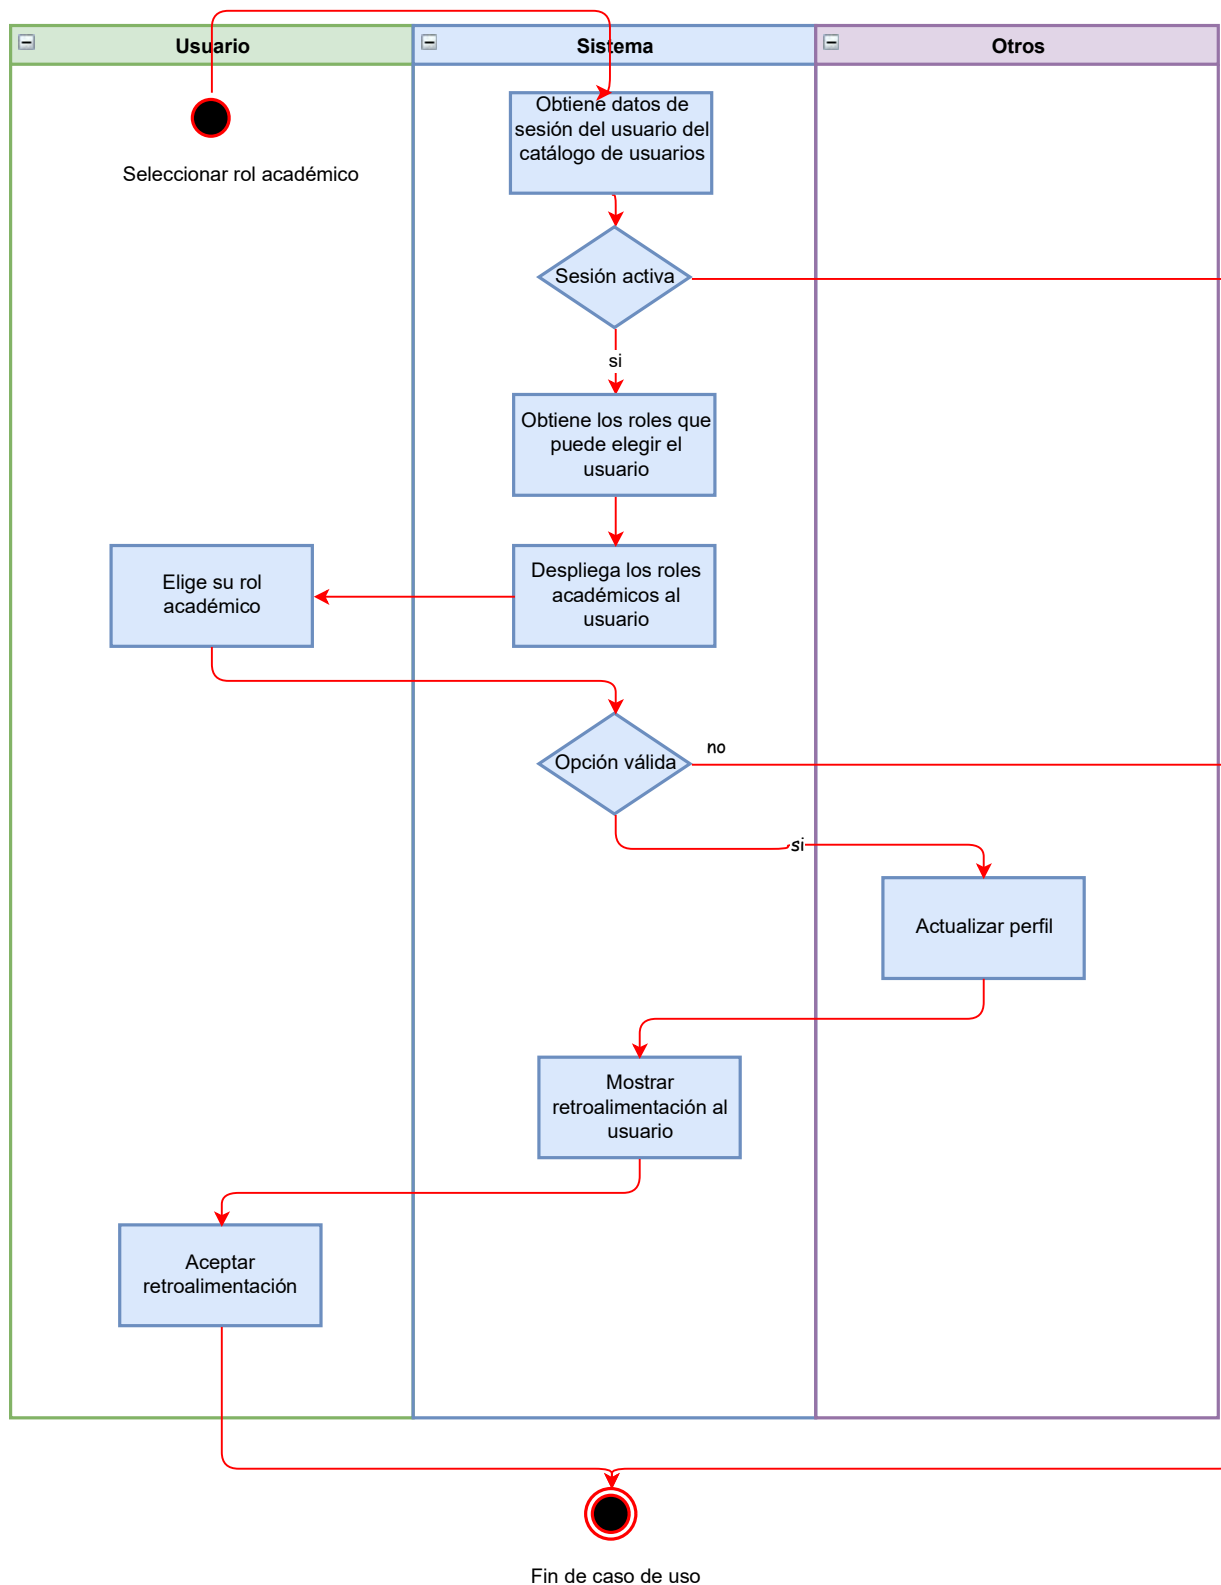 Usuario
Sistema
Otros
Seleccionar rol académico
Obtiene datos de
sesión del usuario del
catálogo de usuarios
Sesión activa
si
Obtiene los roles que
puede elegir el
usuario
Elige su rol
académico
Despliega los roles
académicos al
usuario
Opción válida
no
si
Actualizar perfil
Mostrar
retroalimentación al
usuario
Aceptar
retroalimentación
Fin de caso de uso